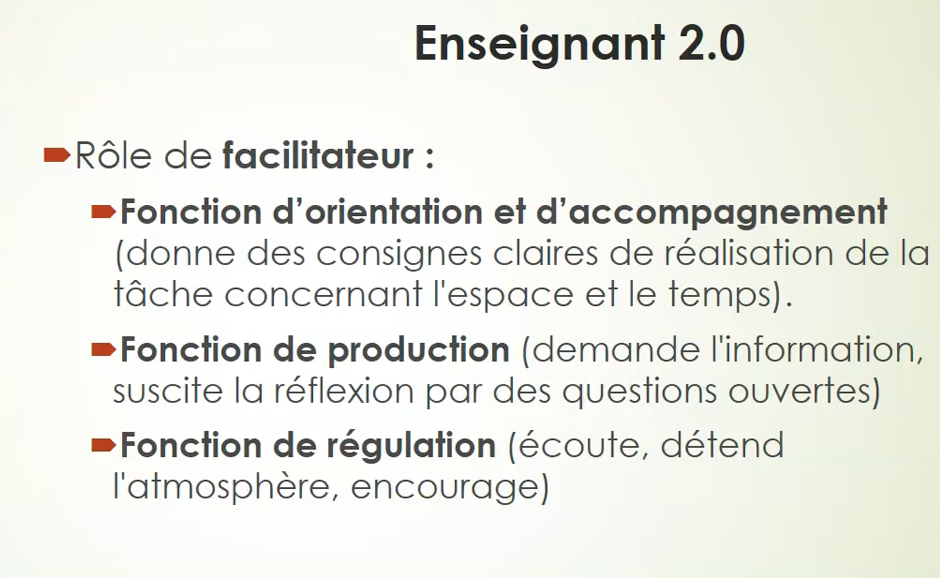 Enseignant 2.0
Rôle de facilitateur :
Fonction d’orientation et d’accompagnement
(donne des consignes claires de réalisation de la
tâche concernant l'espace et le temps).
Fonction de production (demande l'information,
suscite la réflexion par des questions ouvertes)
Fonction de régulation (écoute, détend
l'atmosphère, encourage)